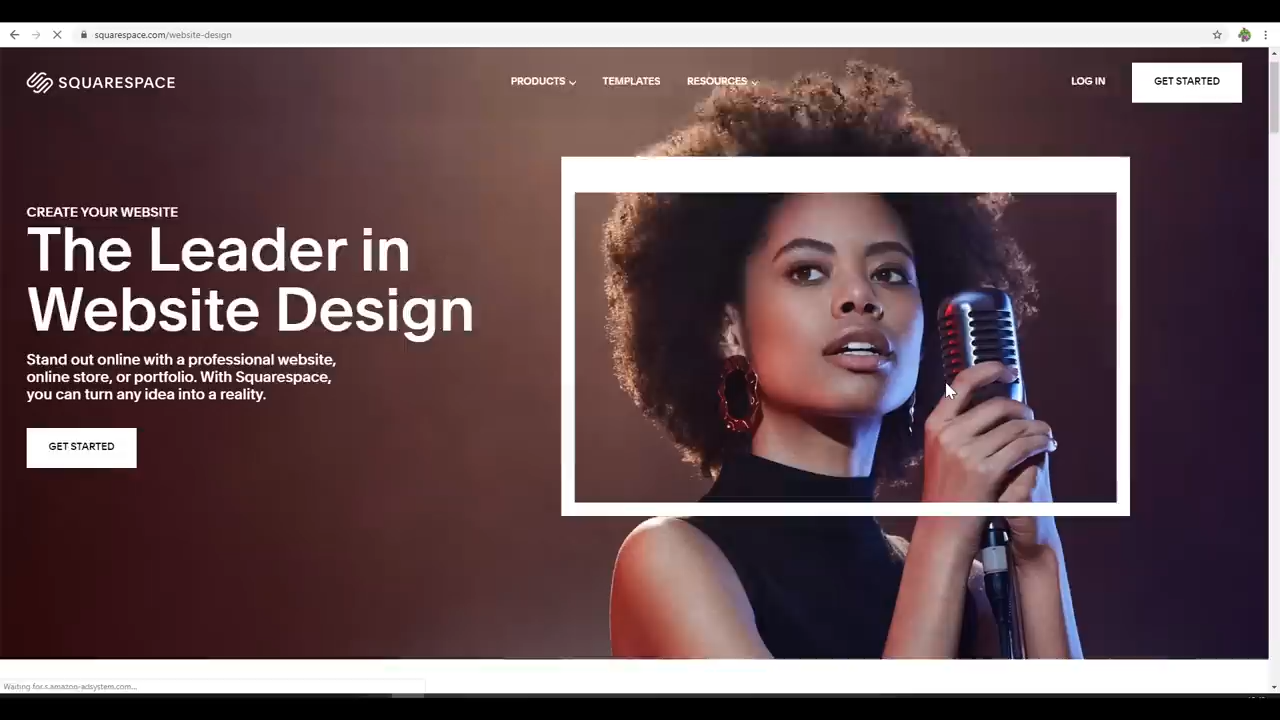 squarespace.com/website-design
SQUARESPACE
PRODUCTS
TEMPLATES
RESOURCES
LOG IN
GET STARTED
CREATE YOUR WEBSITE
The Leader in
Website Design
Stand out online with a professional website,
online store, or portfolio. With Squarespace,
you can turn any idea into a reality.
GET STARTED
Waiting for s.amazon-adsystem.com...